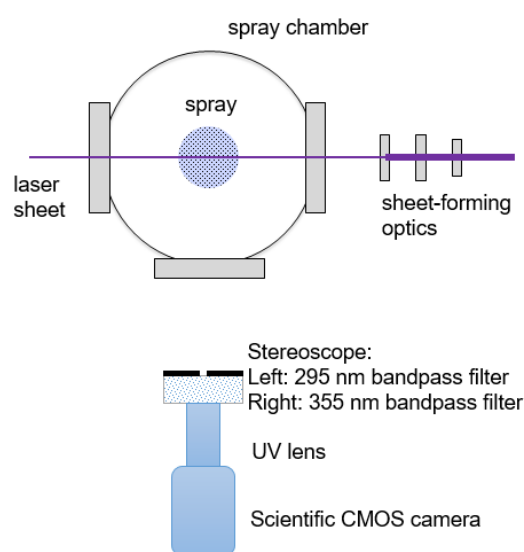 spray chamber
spray
laser
sheet
sheet-forming
optics
Stereoscope:
Left: 295 nm bandpass filter
Right: 355 nm bandpass filter
UV lens
Scientific CMOS camera